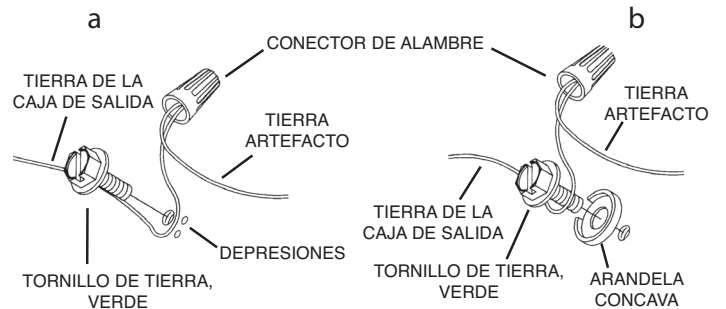 a
b
CONECTOR DE ALAMBRE
TIERRA DE LA
CAJA DE SALIDA
TIERRA
ARTEFACTO
DEPRESIONES
TORNILLO DE TIERRA,
VERDE
TIERRA
ARTEFACTO
TIERRA DE LA
CAJA DE SALIDA
TORNILLO DE TIERRA,
VERDE
ARANDELA
CONCAVA